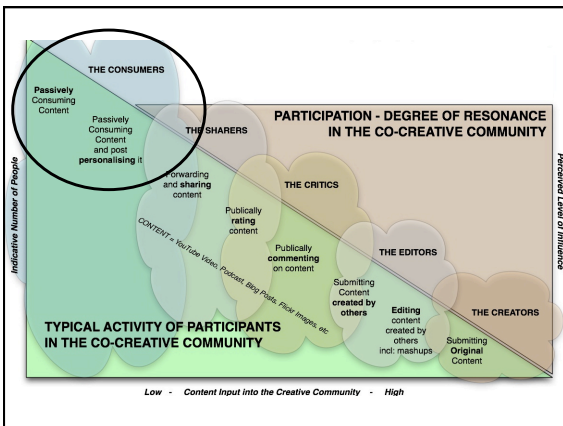 THE CONSUMERS
Passively
Consuming
Content
Passively
Consuming
Content
and post
personalising it
THE SHARERS
PARTICIPATION - DEGREE OF RESONANCE
IN THE CO-CREATIVE COMMUNITY
Forwarding
and sharing
content
THE CRITICS
Publically
rating
content
Publically
commenting
on content
THE EDITORS
Submitting
Content
created by
others
Editing
content
created by
others
incl: mashups
THE CREATORS
Submitting
Original
Content
CONTENT = YouTube Video, Podcast, Blog Posts, Flickr Images, etc
TYPICAL ACTIVITY OF PARTICIPANTS
IN THE CO-CREATIVE COMMUNITY
Indicative Number of People
Perceived Level of Influence
Low - Content Input into the Creative Community - High